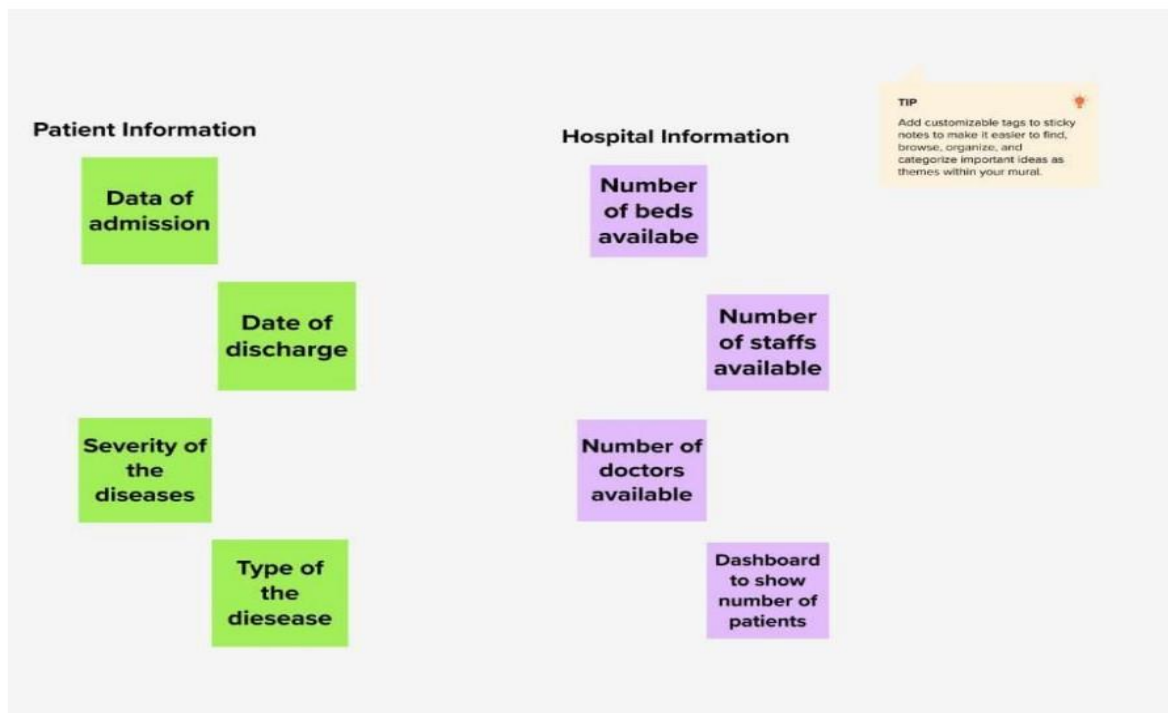 Patient Information
Data of
admission
Date of
discharge
Severity of
the
diseases
Type of
the
diesease
Hospital Information
Number
of beds
availabe
Number
of staffs
available
Number of
doctors
available
Dashboard
to show
number of
patients
TIP
Add customizable tags to sticky
notes to make it easier to find,
browse, organize, and
categorize important ideas as
themes within your mural.